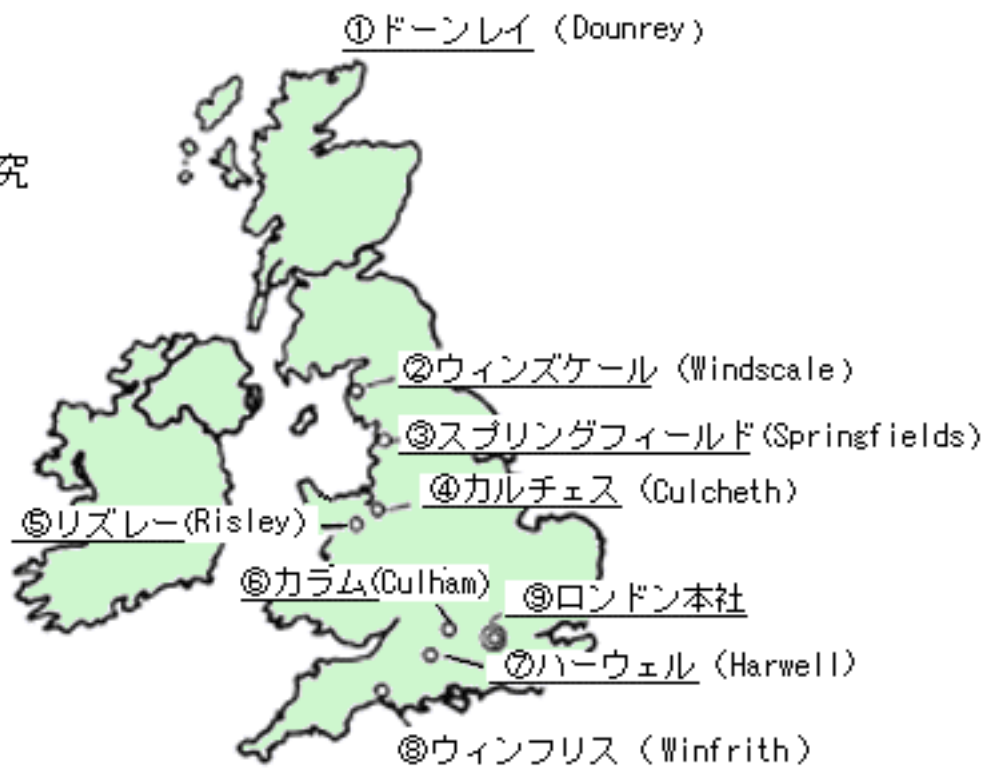 ①ドーンレイ (Dounrey)
究
②ウィンズケール (Windscale)
③スプリングフィールド(Springfields)
④カルチェス (Culcheth)
⑤リズレー(Risley)
⑥カラム(Culham)
⑨ロンドン本社
⑦ハーウェル (Harwell)
⑧ウィンフリス (Winfrith)